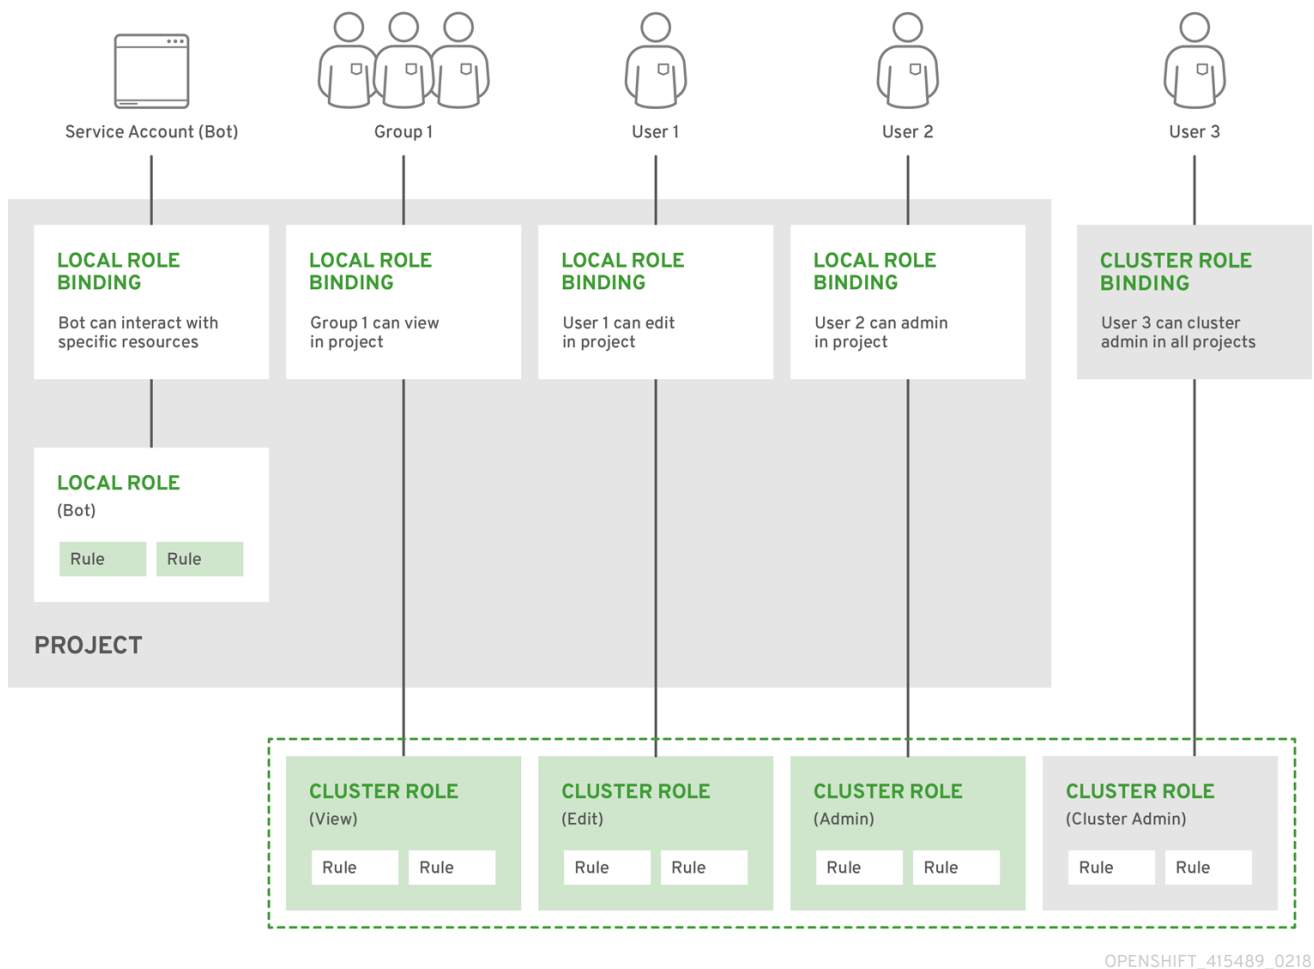 Service Account (Bot)
Group 1
User 1
User 2
User 3
LOCAL ROLE
BINDING
Bot can interact with
specific resources
LOCAL ROLE
BINDING
Group 1 can view
in project
LOCAL ROLE
BINDING
User 1 can edit
in project
LOCAL ROLE
BINDING
User 2 can admin
in project
CLUSTER ROLE
BINDING
User 3 can cluster
admin in all projects
LOCAL ROLE
(Bot)
Rule
Rule
PROJECT
CLUSTER ROLE
(View)
Rule
Rule
CLUSTER ROLE
(Edit)
Rule
Rule
CLUSTER ROLE
(Admin)
Rule
Rule
CLUSTER ROLE
(Cluster Admin)
Rule
Rule
OPENSHIFT_415489_0218